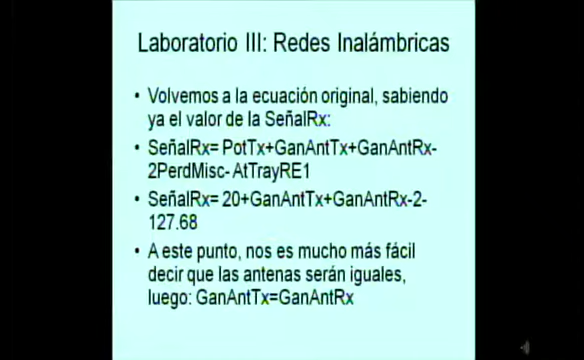 Laboratorio III: Redes Inalámbricas
• Volvemos a la ecuación original, sabiendo
ya el valor de la SeñalRx:
• SeñalRx= PotTx+GanAntTx+GanAntRx-
2PerdMisc- AtTrayRE1
• SeñalRx= 20+GanAntTx+GanAntRx-2-
127.68
• A este punto, nos es mucho más fácil
decir que las antenas serán iguales,
luego: GanAntTx=GanAntRx